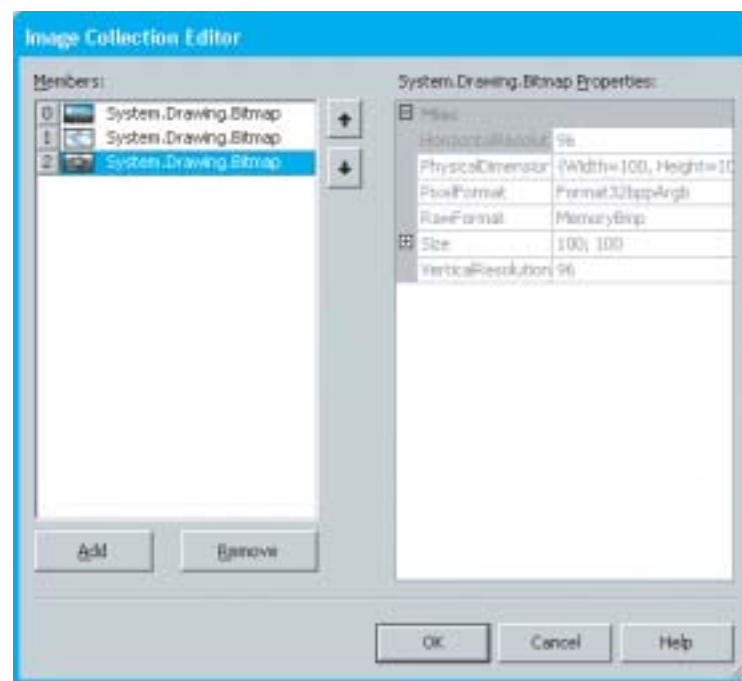 Image Collection Editor
Members:
0 System.Drawing.Bitmap
1 System.Drawing.Bitmap
2 System.Drawing.Bitmap
Add
Remove
System.Drawing.Bitmap Properties:
Misc
HorizontalResolut 96
PhysicalDimension {Width=100, Height=10
PixelFormat Format32bppArgb
RawFormat MemoryBmp
Size 100, 100
VerticalResolution 96
OK
Cancel
Help